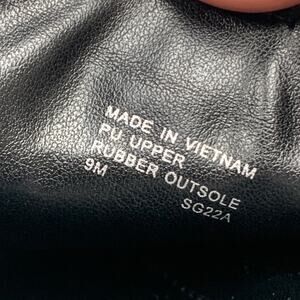 MADE IN VIETNAM
PU UPPER
RUBBER OUTSOLE
9M
SG22A